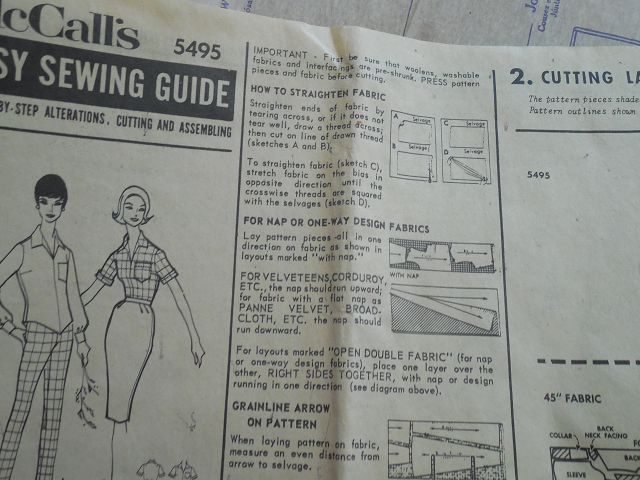 McCall's
5495
SY SEWING GUIDE
BY-STEP ALTERATIONS, CUTTING AND ASSEMBLING
IMPORTANT - First be sure that woolens, washable
fabrics and interfacings are pre-shrunk. PRESS pattern
pieces and fabric before cutting.
HOW TO STRAIGHTEN FABRIC
Straighten ends of fabric by
tearing across, or if it does not
tear well, draw a thread across;
then cut on line of drawn thread
(sketches A and B).
A
Selvage
C
Selvage
B
Selvage
D
Selvage
To straighten fabric (sketch C),
stretch fabric on the bias in
opposite direction until the
crosswise threads are squared
with the selvages (sketch D).
FOR NAP OR ONE-WAY DESIGN FABRICS
Lay pattern pieces all in one
direction on fabric as shown in
layouts marked "with nap."
WITH NAP
FOR VELVETEENS, CORDUROY,
ETC., the nap should run upward;
for fabric with a flat nap as
PANNE VELVET, BROAD-
CLOTH, ETC. the nap should
run downward.
For layouts marked "OPEN DOUBLE FABRIC" (for nap
or one-way design fabrics), place one layer over the
other, RIGHT SIDES TOGETHER, with nap or design
running in one direction (see diagram above).
GRAINLINE ARROW
ON PATTERN
When laying pattern on fabric,
measure an even distance from
arrow to selvage.
2. CUTTING LA
The pattern pieces shade
Pattern outlines shown
5495
45" FABRIC
COLLAR
BACK
NECK FACING
FO
SLEEVE
BACK